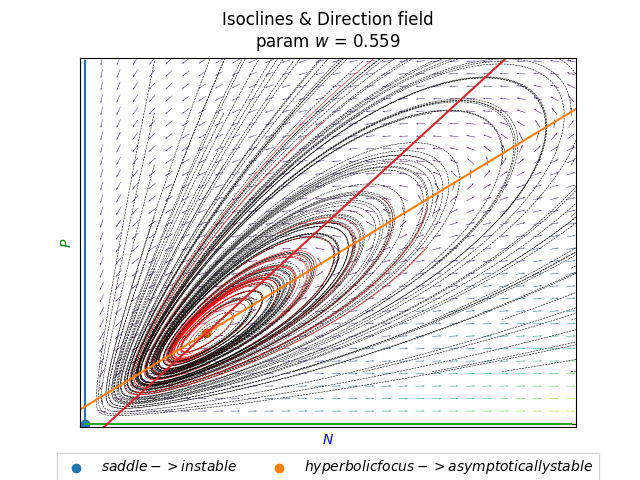 Isoclines & Direction field
param w = 0.559
P
N
saddle−>instable
hyperbolicfocus−>asymptoticallystable